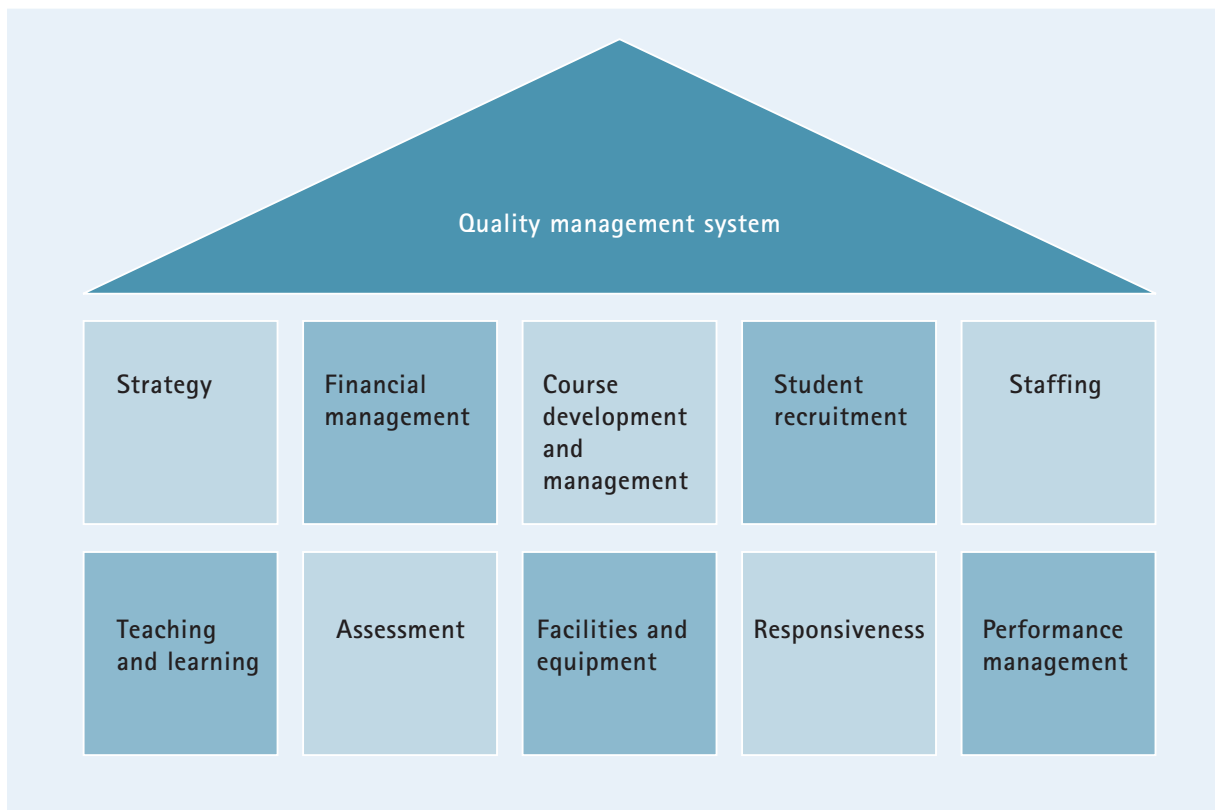 Quality management system
Strategy
Financial
management
Course
development
and
management
Student
recruitment
Staffing
Teaching
and learning
Assessment
Facilities and
equipment
Responsiveness
Performance
management